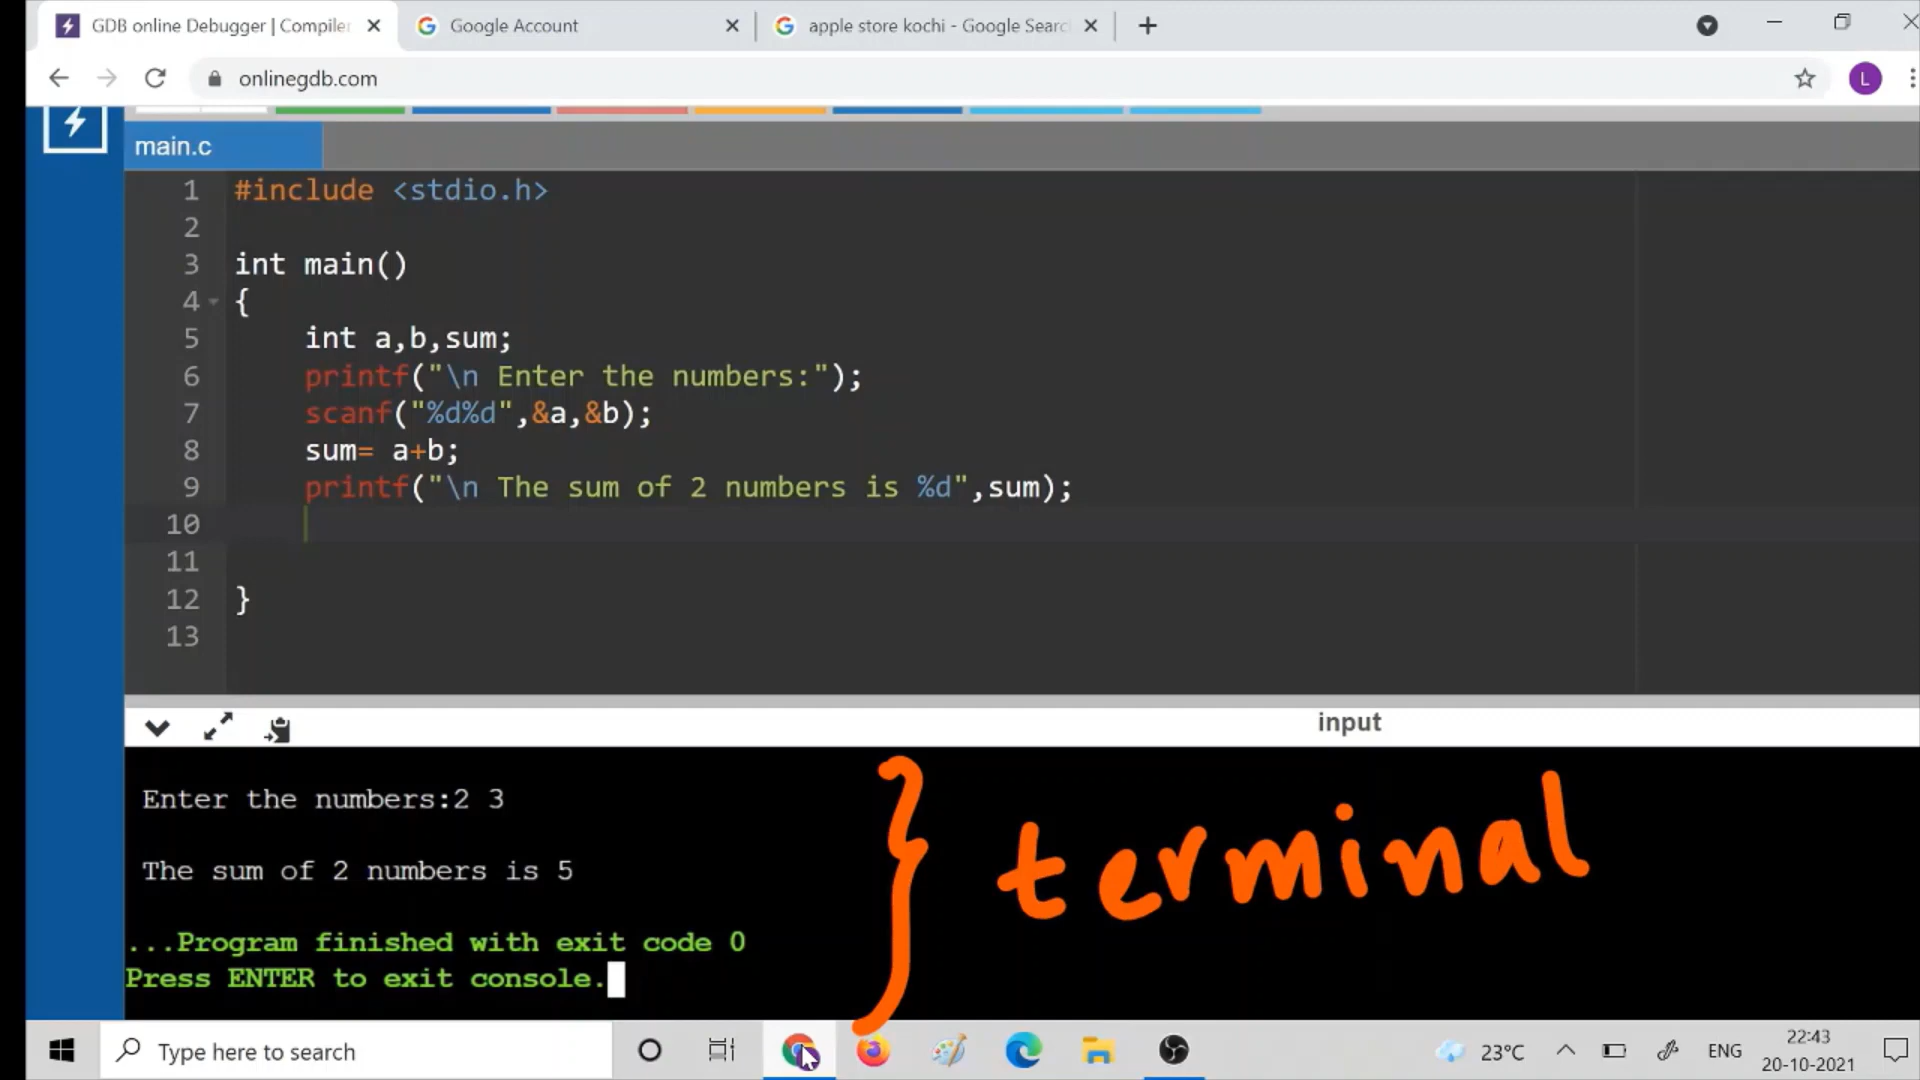 GDB online Debugger | Compiler
Google Account
apple store kochi - Google Searc
onlinegdb.com
L
main.c
1 #include <stdio.h>
2
3 int main()
4 {
5 int a,b,sum;
6 printf("\n Enter the numbers:");
7 scanf("%d%d",&a,&b);
8 sum= a+b;
9 printf("\n The sum of 2 numbers is %d",sum);
10
11
12 }
13
input
Enter the numbers:2 3
The sum of 2 numbers is 5
...Program finished with exit code 0
Press ENTER to exit console.
terminal
Type here to search
23°C
ENG
22:43
20-10-2021